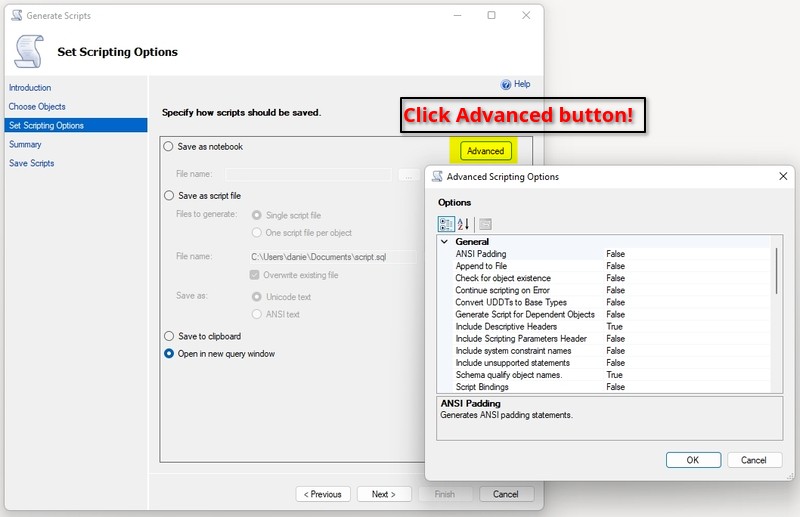 Generate Scripts
Set Scripting Options
Introduction
Choose Objects
Set Scripting Options
Summary
Save Scripts
Help
Specify how scripts should be saved.
Click Advanced button!
Save as notebook
Advanced
File name:
...
Save as script file
Files to generate:
Single script file
One script file per object
File name:
C:\Users\danie\Documents\script.sql
Overwrite existing file
Save as:
Unicode text
ANSI text
Save to clipboard
Open in new query window
< Previous
Next >
Finish
Cancel
Advanced Scripting Options
Options
General
ANSI Padding False
Append to File False
Check for object existence False
Continue scripting on Error False
Convert UDDTs to Base Types False
Generate Script for Dependent Objects False
Include Descriptive Headers True
Include Scripting Parameters Header False
Include system constraint names False
Include unsupported statements False
Schema qualify object names. True
Script Bindings False
ANSI Padding
Generates ANSI padding statements.
OK
Cancel